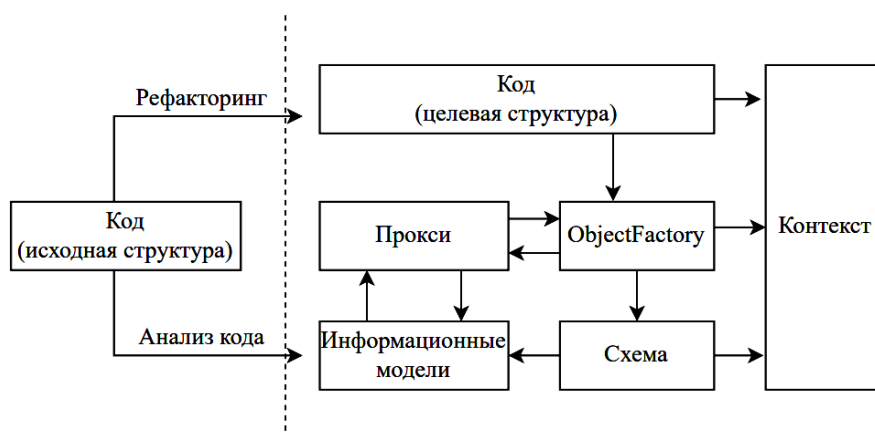 Рефакторинг
Код
(целевая структура)
Код
(исходная структура)
Прокси
ObjectFactory
Контекст
Анализ кода
Информационные
модели
Схема